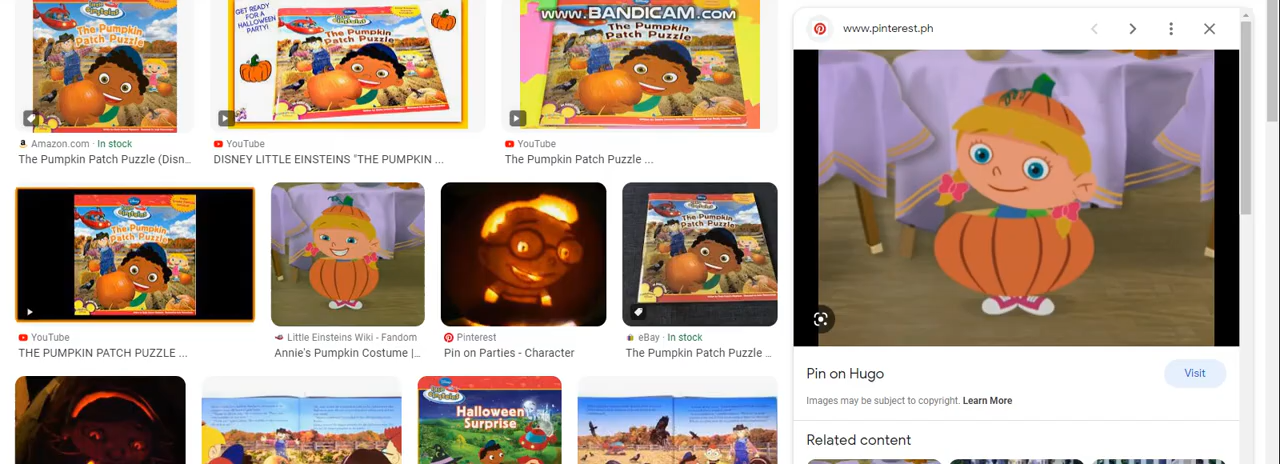 www.BANDICAM.com
GET READY
FOR A
HALLOWEEN
PARTY!
Disney
Little Einsteins
The Pumpkin
Patch Puzzle
The Pumpkin
Patch Puzzle
The Pumpkin
Patch Puzzle
Amazon.com · In stock
The Pumpkin Patch Puzzle (Disn...
YouTube
DISNEY LITTLE EINSTEINS "THE PUMPKIN ...
YouTube
The Pumpkin Patch Puzzle ...
The Pumpkin
Patch Puzzle
The Pumpkin
Patch Puzzle
YouTube
THE PUMPKIN PATCH PUZZLE ...
Little Einsteins Wiki - Fandom
Annie's Pumpkin Costume |...
Pinterest
Pin on Parties - Character
eBay · In stock
The Pumpkin Patch Puzzle ...
Halloween
Surprise
www.pinterest.ph
Pin on Hugo
Visit
Images may be subject to copyright. Learn More
Related content